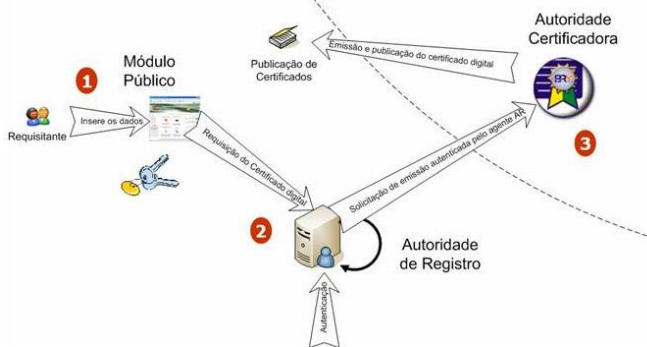 1
Módulo
Público
Requisitante
Insere os dados
Requisição do Certificado digital
2
Autoridade
de Registro
Autenticação
Solicitação de emissão autenticada pelo agente AR
3
Autoridade
Certificadora
BRy
Emissão e publicação do certificado digital
Publicação de
Certificados